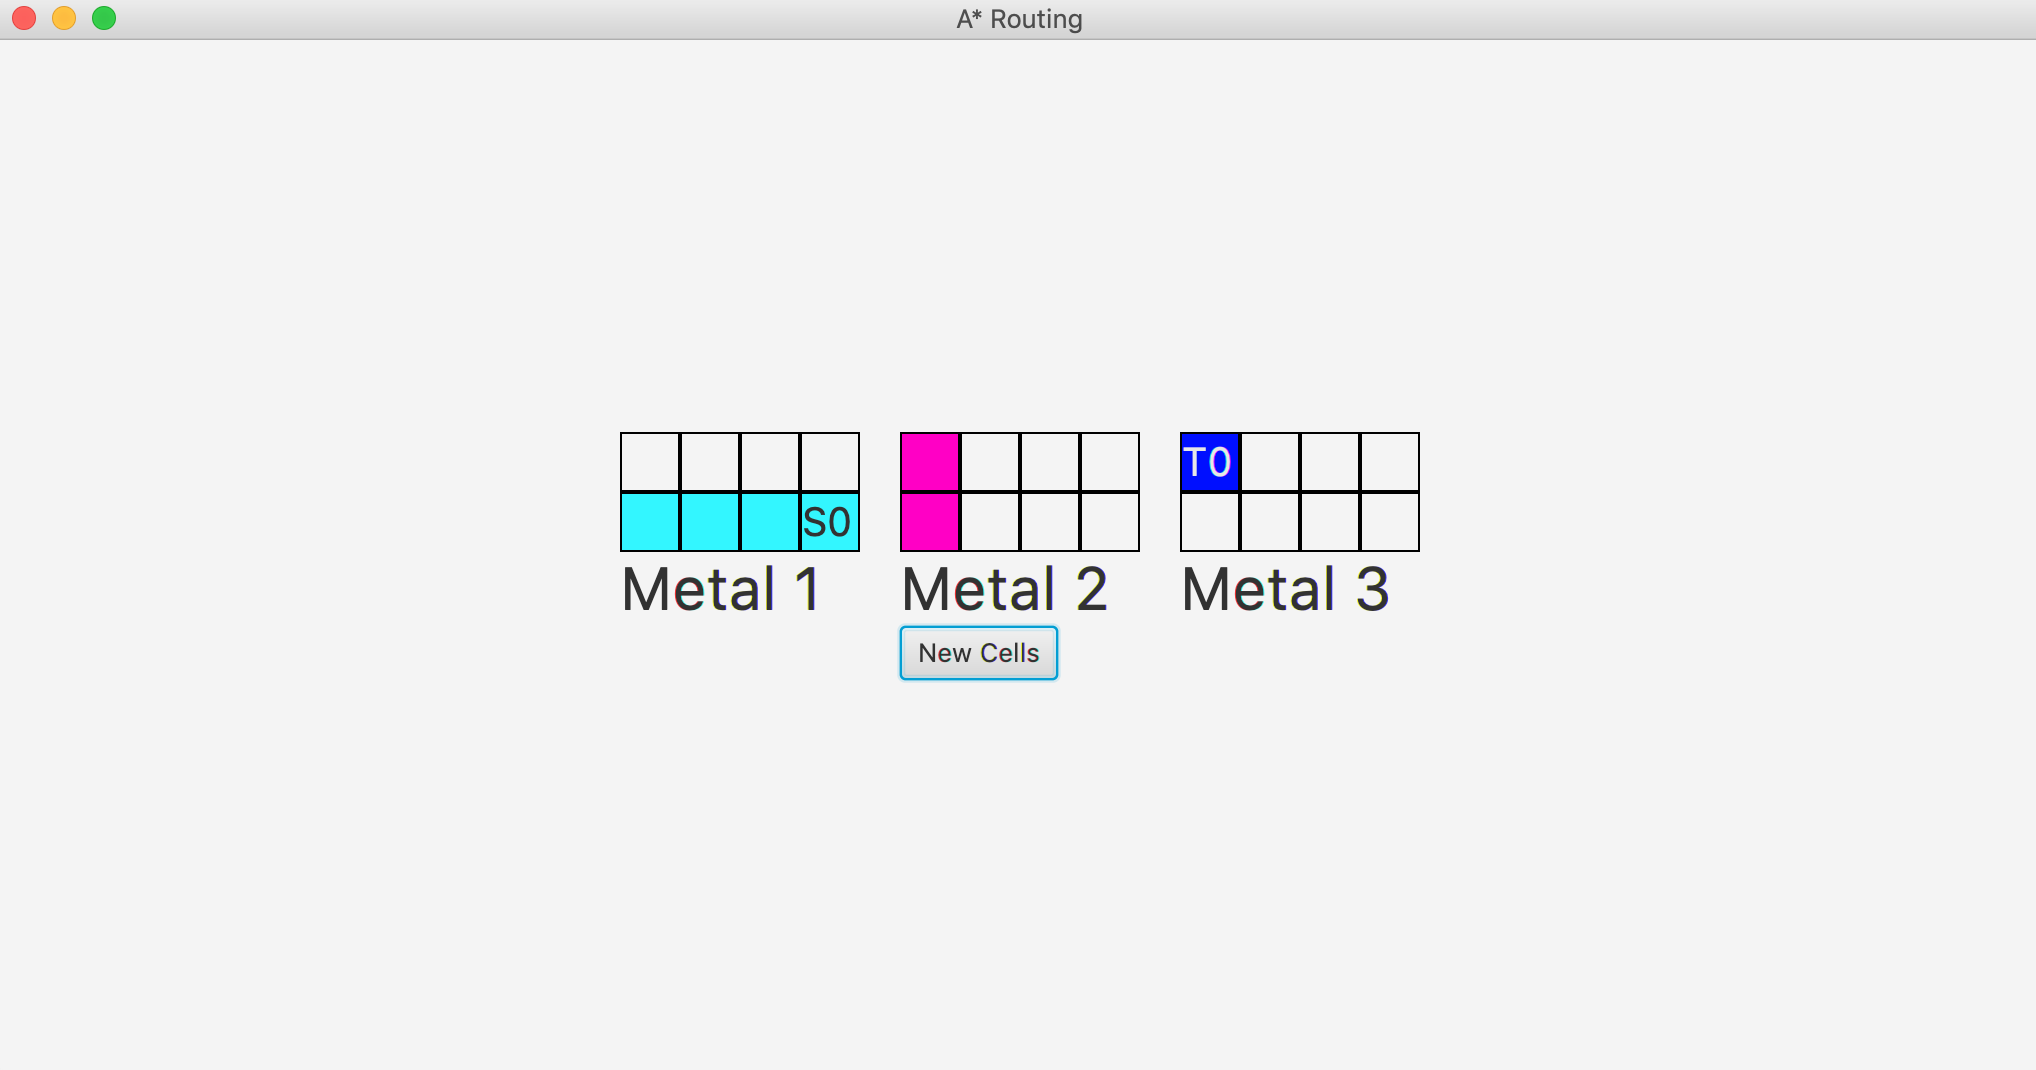 A* Routing
T0
S0
Metal 1
Metal 2
Metal 3
New Cells